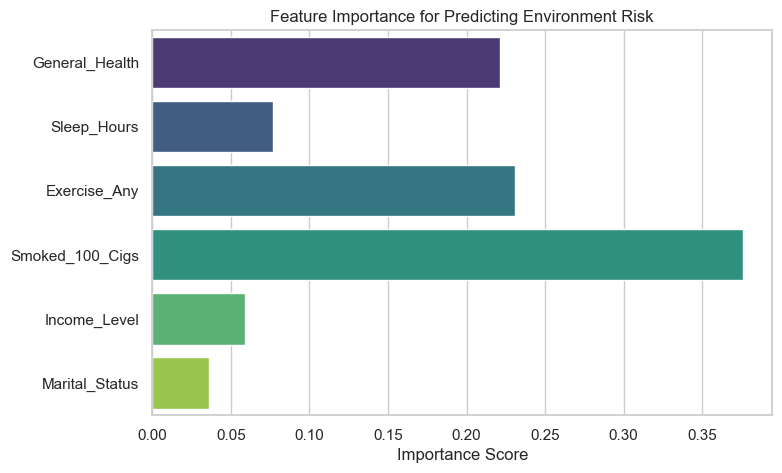 Feature Importance for Predicting Environment Risk
General_Health
Sleep_Hours
Exercise_Any
Smoked_100_Cigs
Income_Level
Marital_Status
0.00 0.05 0.10 0.15 0.20 0.25 0.30 0.35
Importance Score